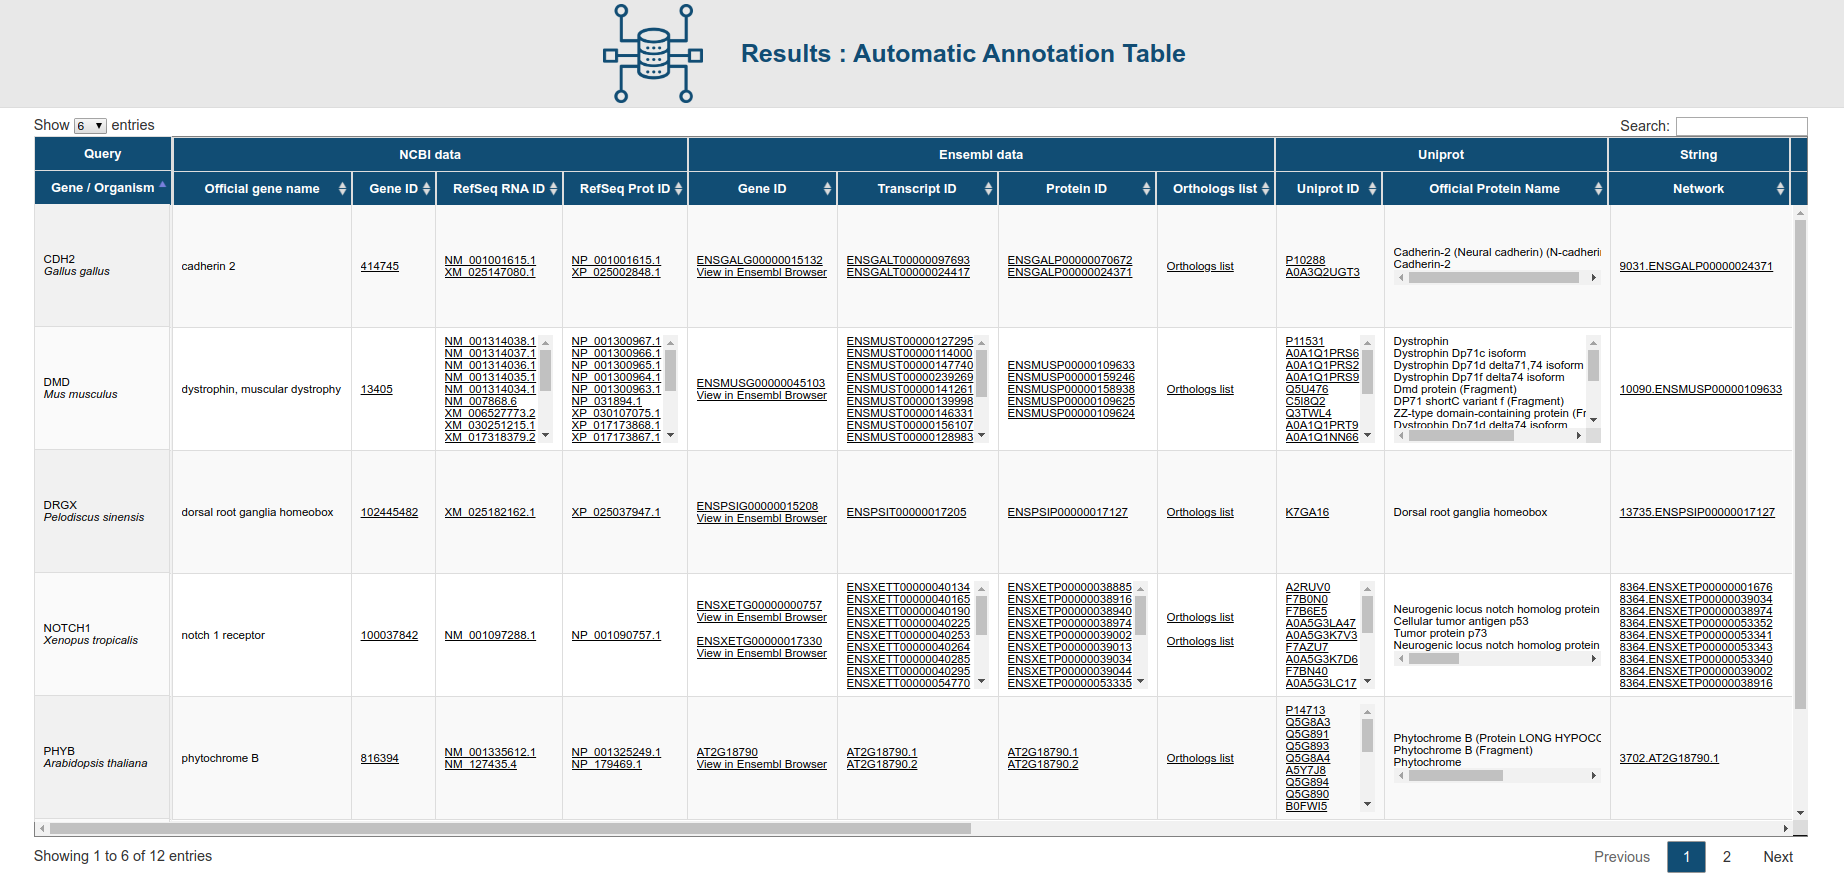 Results : Automatic Annotation Table
Show 6 entries
Search:
Query
NCBI data
Ensembl data
Uniprot
String
Gene / Organism
Official gene name
Gene ID
RefSeq RNA ID
RefSeq Prot ID
Gene ID
Transcript ID
Protein ID
Orthologs list
Uniprot ID
Official Protein Name
Network
CDH2
Gallus gallus
cadherin 2
414745
NM_001001615.1
XM_025147080.1
NP_001001615.1
XP_025002848.1
ENSGALG00000015132
View in Ensembl Browser
ENSGALT00000097693
ENSGALT00000024417
ENSGALP00000070672
ENSGALP00000024371
Orthologs list
P10288
A0A3Q2UGT3
Cadherin-2 (Neural cadherin) (N-cadheri
Cadherin-2
9031.ENSGALP00000024371
DMD
Mus musculus
dystrophin, muscular dystrophy
13405
NM_001314038.1
NM_001314037.1
NM_001314036.1
NM_001314035.1
NM_001314034.1
NM_007868.6
XM_006527773.2
XM_030251215.1
XM_017318379.2
NP_001300967.1
NP_001300966.1
NP_001300965.1
NP_001300964.1
NP_001300963.1
NP_031894.1
XP_030107075.1
XP_017173868.1
XP_017173867.1
ENSMUSG00000045103
View in Ensembl Browser
ENSMUST00000127295
ENSMUST00000114000
ENSMUST00000147740
ENSMUST00000239269
ENSMUST00000141261
ENSMUST00000139998
ENSMUST00000146331
ENSMUST00000156107
ENSMUST00000128983
ENSMUSP00000109633
ENSMUSP00000159246
ENSMUSP00000158938
ENSMUSP00000109625
ENSMUSP00000109624
Orthologs list
P11531
A0A1Q1PRS6
A0A1Q1PRS2
A0A1Q1PRS9
Q5U476
C5I8Q2
Q3TWL4
A0A1Q1PRT9
A0A1Q1NN66
Dystrophin
Dystrophin Dp71c isoform
Dystrophin Dp71d delta71,74 isoform
Dystrophin Dp71f delta74 isoform
Dmd protein (Fragment)
DP71 shortC variant f (Fragment)
ZZ-type domain-containing protein (Fr
Dystrophin Dp71d delta74 isoform
10090.ENSMUSP00000109633
DRGX
Pelodiscus sinensis
dorsal root ganglia homeobox
102445482
XM_025182162.1
XP_025037947.1
ENSPSIG00000015208
View in Ensembl Browser
ENSPSIT00000017205
ENSPSIP00000017127
Orthologs list
K7GA16
Dorsal root ganglia homeobox
13735.ENSPSIP00000017127
NOTCH1
Xenopus tropicalis
notch 1 receptor
100037842
NM_001097288.1
NP_001090757.1
ENSXETG00000000757
View in Ensembl Browser
ENSXETG00000017330
View in Ensembl Browser
ENSXETT00000040134
ENSXETT00000040165
ENSXETT00000040190
ENSXETT00000040225
ENSXETT00000040253
ENSXETT00000040264
ENSXETT00000040285
ENSXETT00000040295
ENSXETT00000054770
ENSXETP00000038885
ENSXETP00000038916
ENSXETP00000038940
ENSXETP00000038974
ENSXETP00000039002
ENSXETP00000039013
ENSXETP00000039034
ENSXETP00000039044
ENSXETP00000053335
Orthologs list
Orthologs list
A2RUV0
F7B0N0
F7B6E5
A0A5G3LA47
A0A5G3K7V3
F7AZU7
A0A5G3K7D6
F7BN40
A0A5G3LC17
Neurogenic locus notch homolog protein
Cellular tumor antigen p53
Tumor protein p73
Neurogenic locus notch homolog protein
8364.ENSXETP00000001676
8364.ENSXETP00000039034
8364.ENSXETP00000038974
8364.ENSXETP00000053352
8364.ENSXETP00000053341
8364.ENSXETP00000053343
8364.ENSXETP00000053340
8364.ENSXETP00000039002
8364.ENSXETP00000038916
PHYB
Arabidopsis thaliana
phytochrome B
816394
NM_001335612.1
NM_127435.4
NP_001325249.1
NP_179469.1
AT2G18790
View in Ensembl Browser
AT2G18790.1
AT2G18790.2
AT2G18790.1
AT2G18790.2
Orthologs list
P14713
Q5G8A3
Q5G891
Q5G893
Q5G8A4
A5Y7J8
Q5G894
Q5G890
B0FWI5
Phytochrome B (Protein LONG HYPOCO
Phytochrome B (Fragment)
Phytochrome
3702.AT2G18790.1
Showing 1 to 6 of 12 entries
Previous 1 2 Next